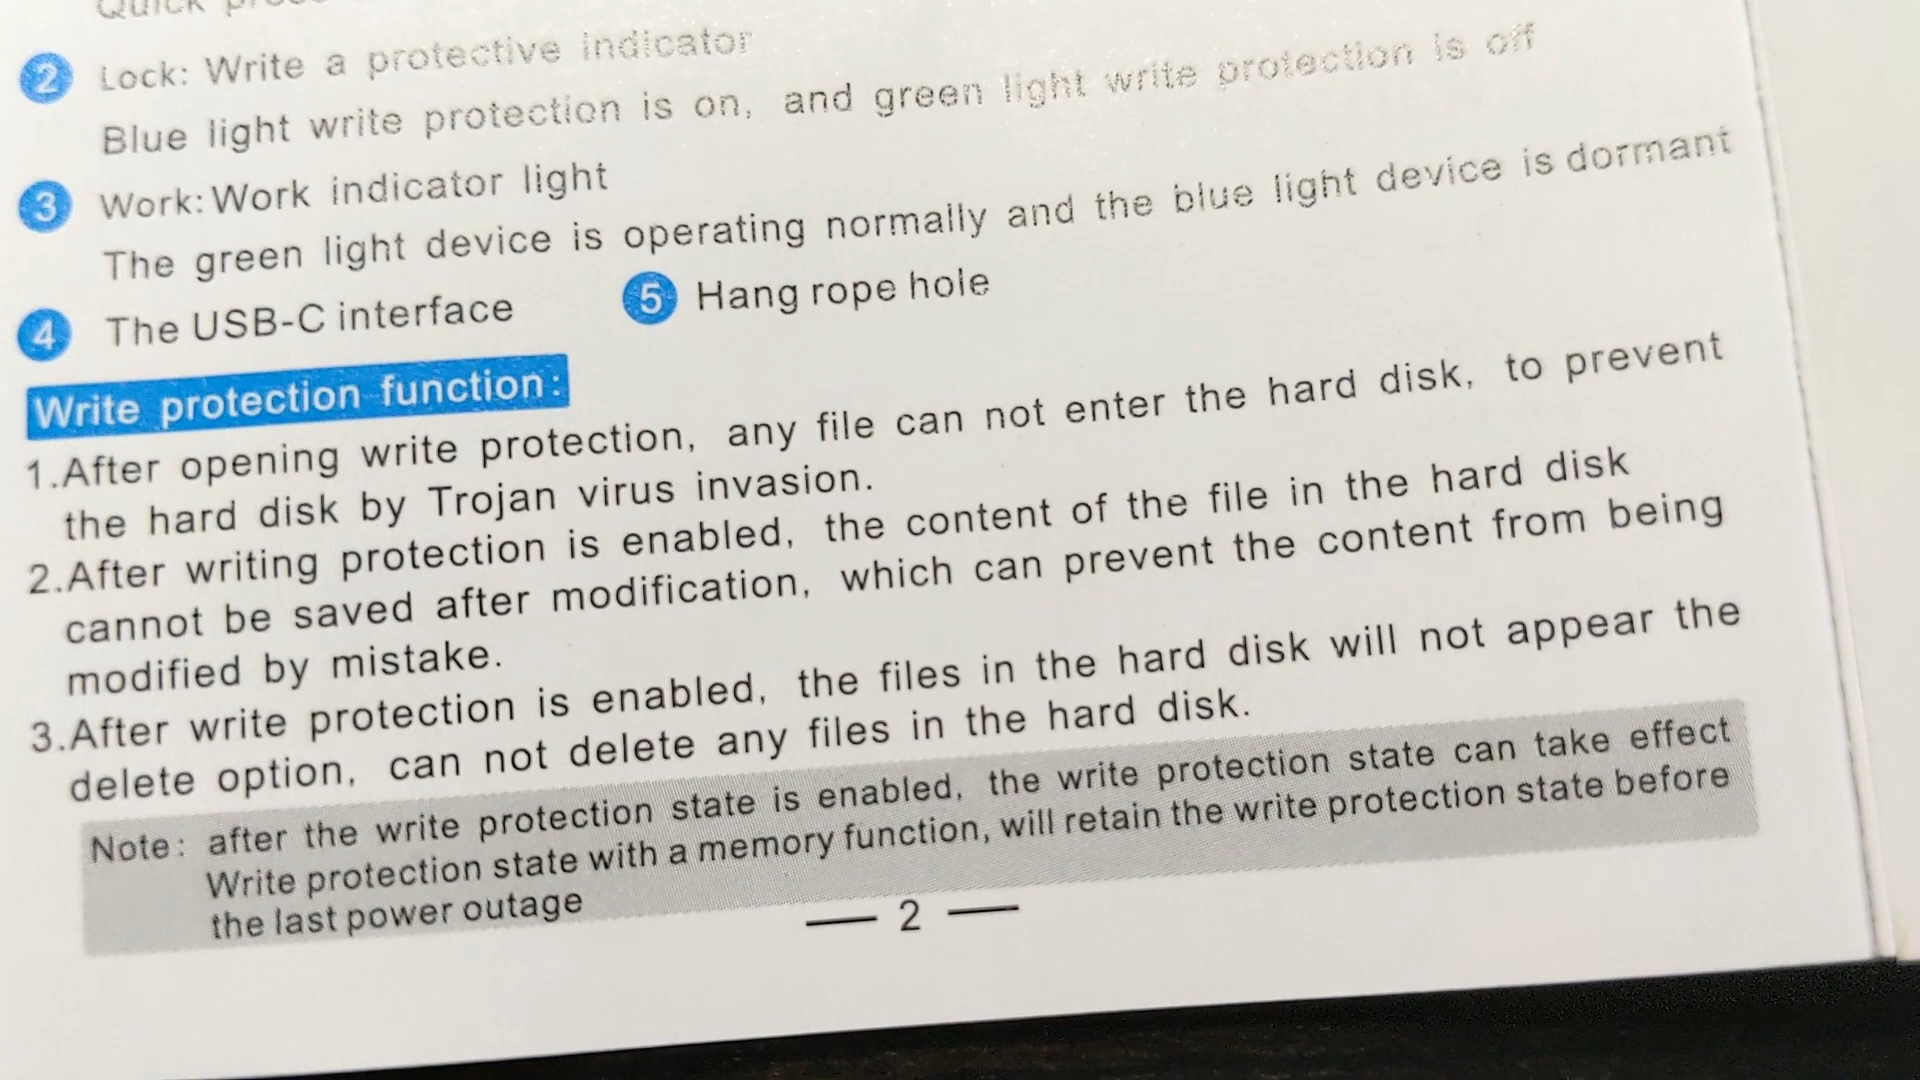 Quick
2 Lock: Write a protective indicator
Blue light write protection is on, and green light write protection is off
3 Work: Work indicator light
The green light device is operating normally and the blue light device is dormant
4 The USB-C interface 5 Hang rope hole
Write protection function:
1.After opening write protection, any file can not enter the hard disk, to prevent
the hard disk by Trojan virus invasion.
2.After writing protection is enabled, the content of the file in the hard disk
cannot be saved after modification, which can prevent the content from being
modified by mistake.
3.After write protection is enabled, the files in the hard disk will not appear the
delete option, can not delete any files in the hard disk.
Note: after the write protection state is enabled, the write protection state can take effect
Write protection state with a memory function, will retain the write protection state before
the last power outage
— 2 —